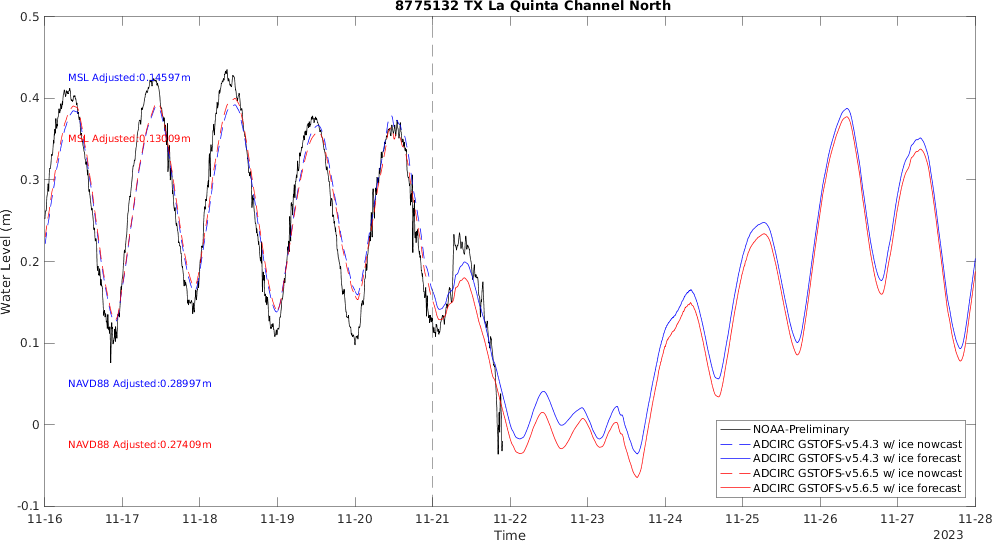 8775132 TX La Quinta Channel North
0.5
0.4
0.3
0.2
0.1
0
-0.1
Water Level (m)
MSL Adjusted:0.14597m
MSL Adjusted:0.13009m
NAVD88 Adjusted:0.28997m
NAVD88 Adjusted:0.27409m
NOAA-Preliminary
ADCIRC GSTOFS-v5.4.3 w/ ice nowcast
ADCIRC GSTOFS-v5.4.3 w/ ice forecast
ADCIRC GSTOFS-v5.6.5 w/ ice nowcast
ADCIRC GSTOFS-v5.6.5 w/ ice forecast
11-16 11-17 11-18 11-19 11-20 11-21 11-22 11-23 11-24 11-25 11-26 11-27 11-28
Time
2023